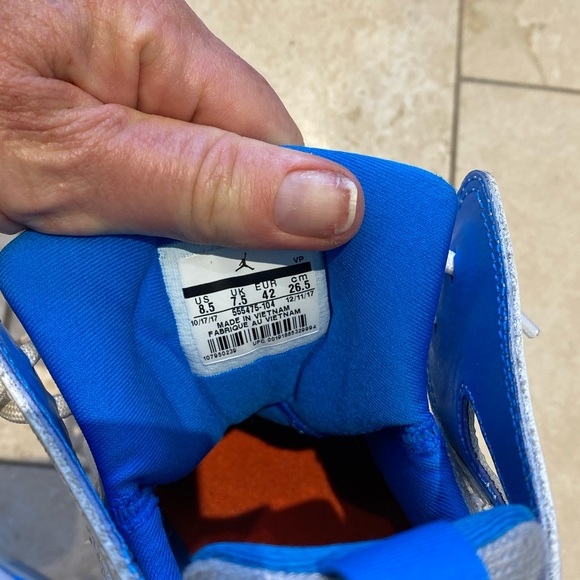 VP
US UK EUR cm
8.5 7.5 42 26.5
10/17/17 555475-104 12/11/17
MADE IN VIETNAM
FABRIQUE AU VIETNAM
107950239